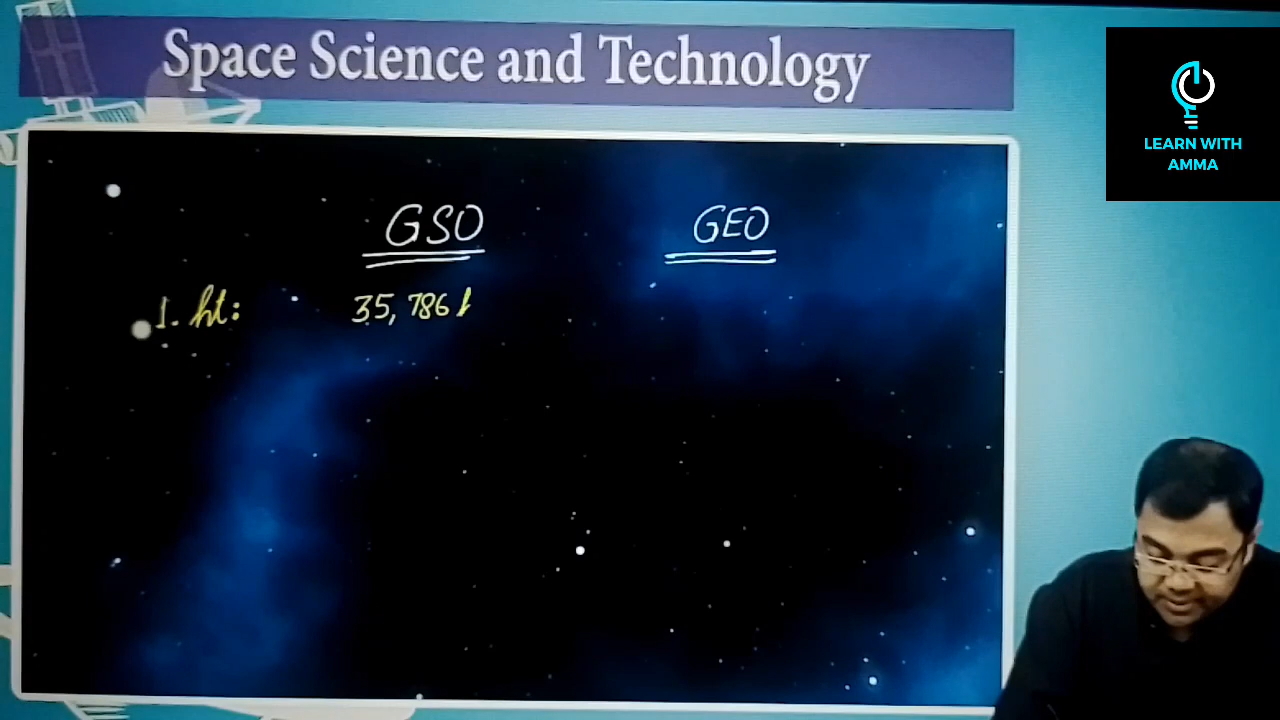 Space Science and Technology
LEARN WITH
AMMA
GSO GEO
1. ht: 35,786